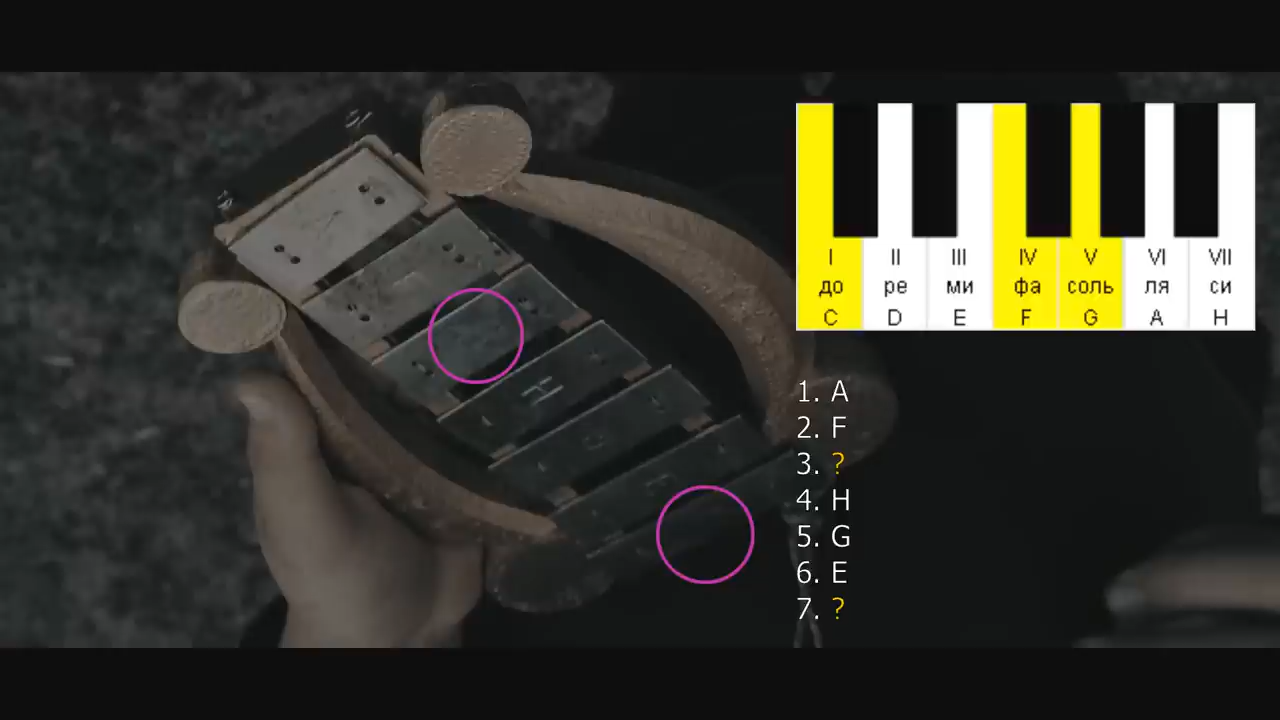 I II III IV V VI VII
до ре ми фа соль ля си
C D E F G A H
1. A
2. F
3. ?
4. H
5. G
6. E
7. ?
H